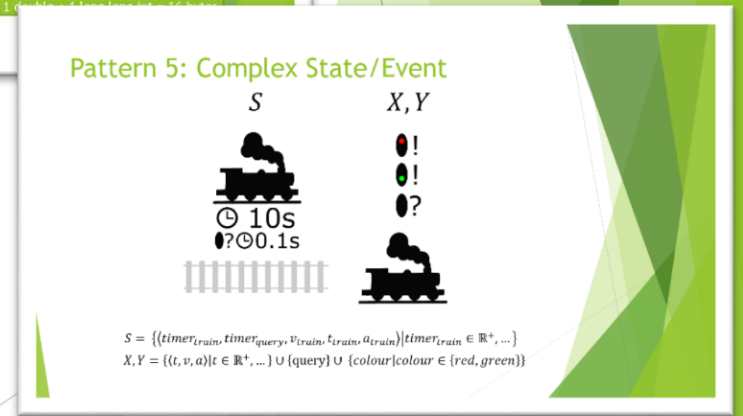 1 double + 1 long long int = 16 bytes
Pattern 5: Complex State/Event
S
X, Y
!
!
10s
?
?0.1s
S = {(timer_train, timer_query, v_train, t_train, a_train)|timer_train ∈ ℝ⁺, … }
X, Y = {(t, v, a)|t ∈ ℝ⁺, … } ∪ {query} ∪ {colour|colour ∈ {red, green}}